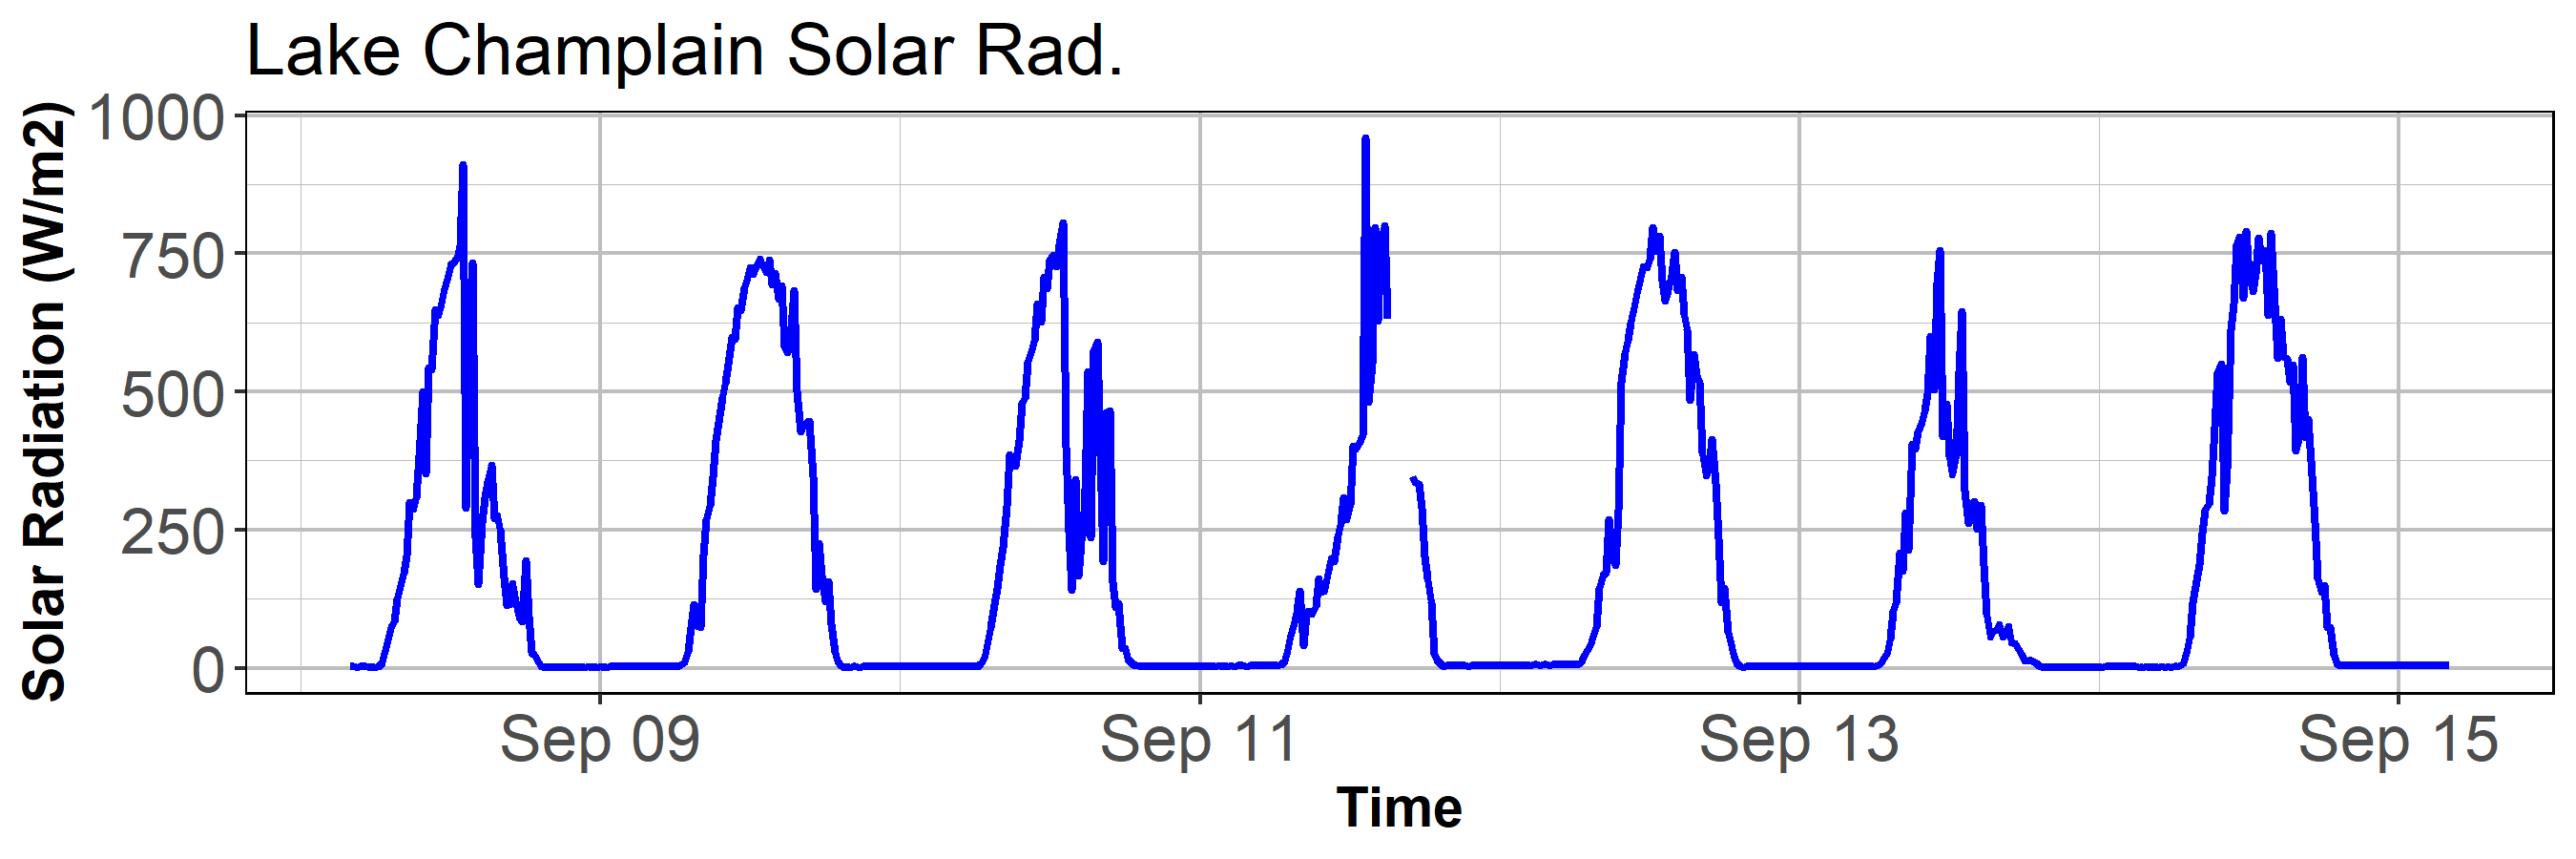 Lake Champlain Solar Rad.
Solar Radiation (W/m2)
1000
750
500
250
0
Sep 09 Sep 11 Sep 13 Sep 15
Time